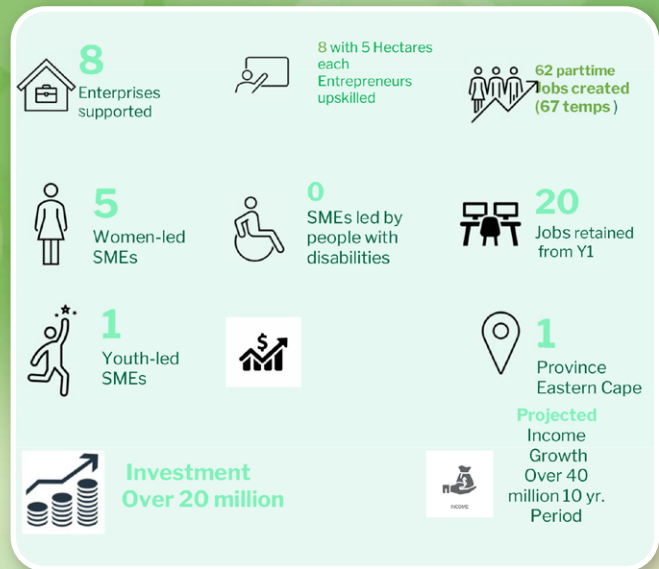 8
Enterprises
supported
8 with 5 Hectares
each
Entrepreneurs
upskilled
62 parttime
Jobs created
(67 temps )
5
Women-led
SMEs
0
SMEs led by
people with
disabilities
20
Jobs retained
from Y1
1
Youth-led
SMEs
$
1
Province
Eastern Cape
Investment
Over 20 million
INCOME
Projected
Income
Growth
Over 40
million 10 yr.
Period